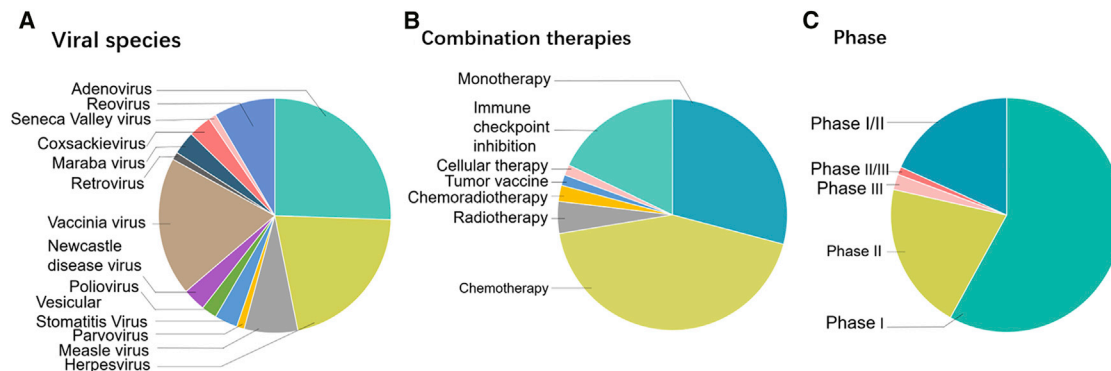 A
Viral species
Adenovirus
Reovirus
Seneca Valley virus
Coxsackievirus
Maraba virus
Retrovirus
Vaccinia virus
Newcastle
disease virus
Poliovirus
Vesicular
Stomatitis Virus
Parvovirus
Measle virus
Herpesvirus
B
Combination therapies
Monotherapy
Immune
checkpoint
inhibition
Cellular therapy
Tumor vaccine
Chemoradiotherapy
Radiotherapy
Chemotherapy
C
Phase
Phase I/II
Phase II/III
Phase III
Phase II
Phase I